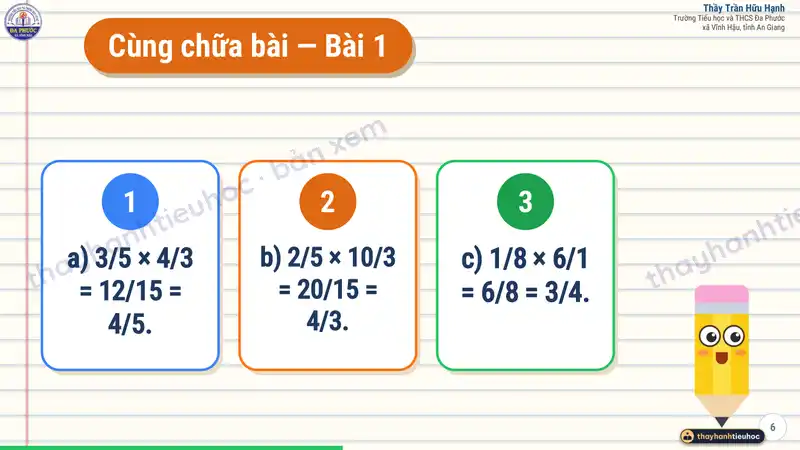 ĐA PHƯỚC
Thầy Trần Hữu Hạnh
Trường Tiểu học và THCS Đa Phước
xã Vĩnh Hậu, tỉnh An Giang
Cùng chữa bài — Bài 1
1
a) 3/5 × 4/3
= 12/15 =
4/5.
2
b) 2/5 × 10/3
= 20/15 =
4/3.
3
c) 1/8 × 6/1
= 6/8 = 3/4.
thayhanhtieuhoc · bản xem
thayhanhtie
thayhanhtieuhoc
6